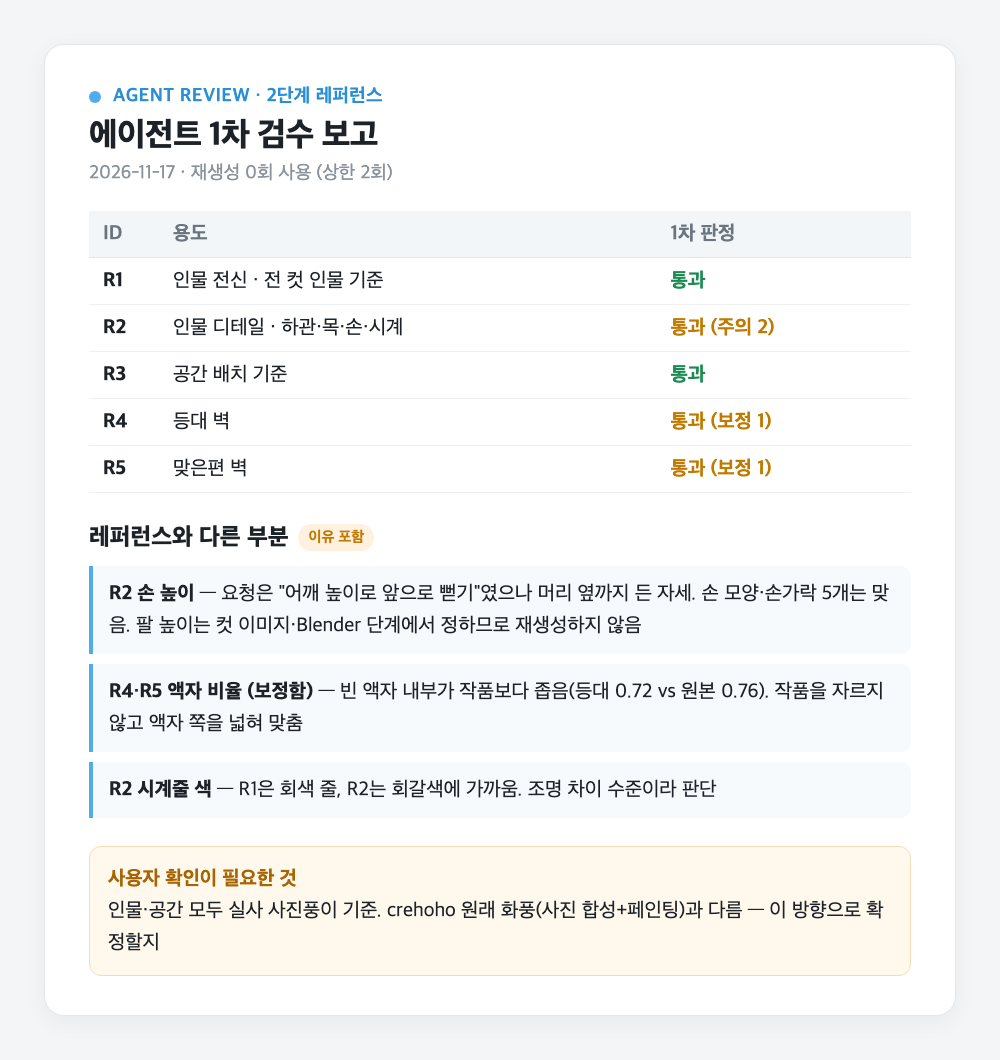 AGENT REVIEW · 2단계 레퍼런스
에이전트 1차 검수 보고
2026-11-17 · 재생성 0회 사용 (상한 2회)
ID 용도 1차 판정
R1 인물 전신 · 전 컷 인물 기준 통과
R2 인물 디테일 · 하관·목·손·시계 통과 (주의 2)
R3 공간 배치 기준 통과
R4 등대 벽 통과 (보정 1)
R5 맞은편 벽 통과 (보정 1)
레퍼런스와 다른 부분 이유 포함
R2 손 높이 — 요청은 "어깨 높이로 앞으로 뻗기"였으나 머리 옆까지 든 자세. 손 모양·손가락 5개는 맞
음. 팔 높이는 컷 이미지·Blender 단계에서 정하므로 재생성하지 않음
R4·R5 액자 비율 (보정함) — 빈 액자 내부가 작품보다 좁음(등대 0.72 vs 원본 0.76). 작품을 자르지
않고 액자 쪽을 넓혀 맞춤
R2 시계줄 색 — R1은 회색 줄, R2는 회갈색에 가까움. 조명 차이 수준이라 판단
사용자 확인이 필요한 것
인물·공간 모두 실사 사진풍이 기준. crehoho 원래 화풍(사진 합성+페인팅)과 다름 — 이 방향으로 확
정할지